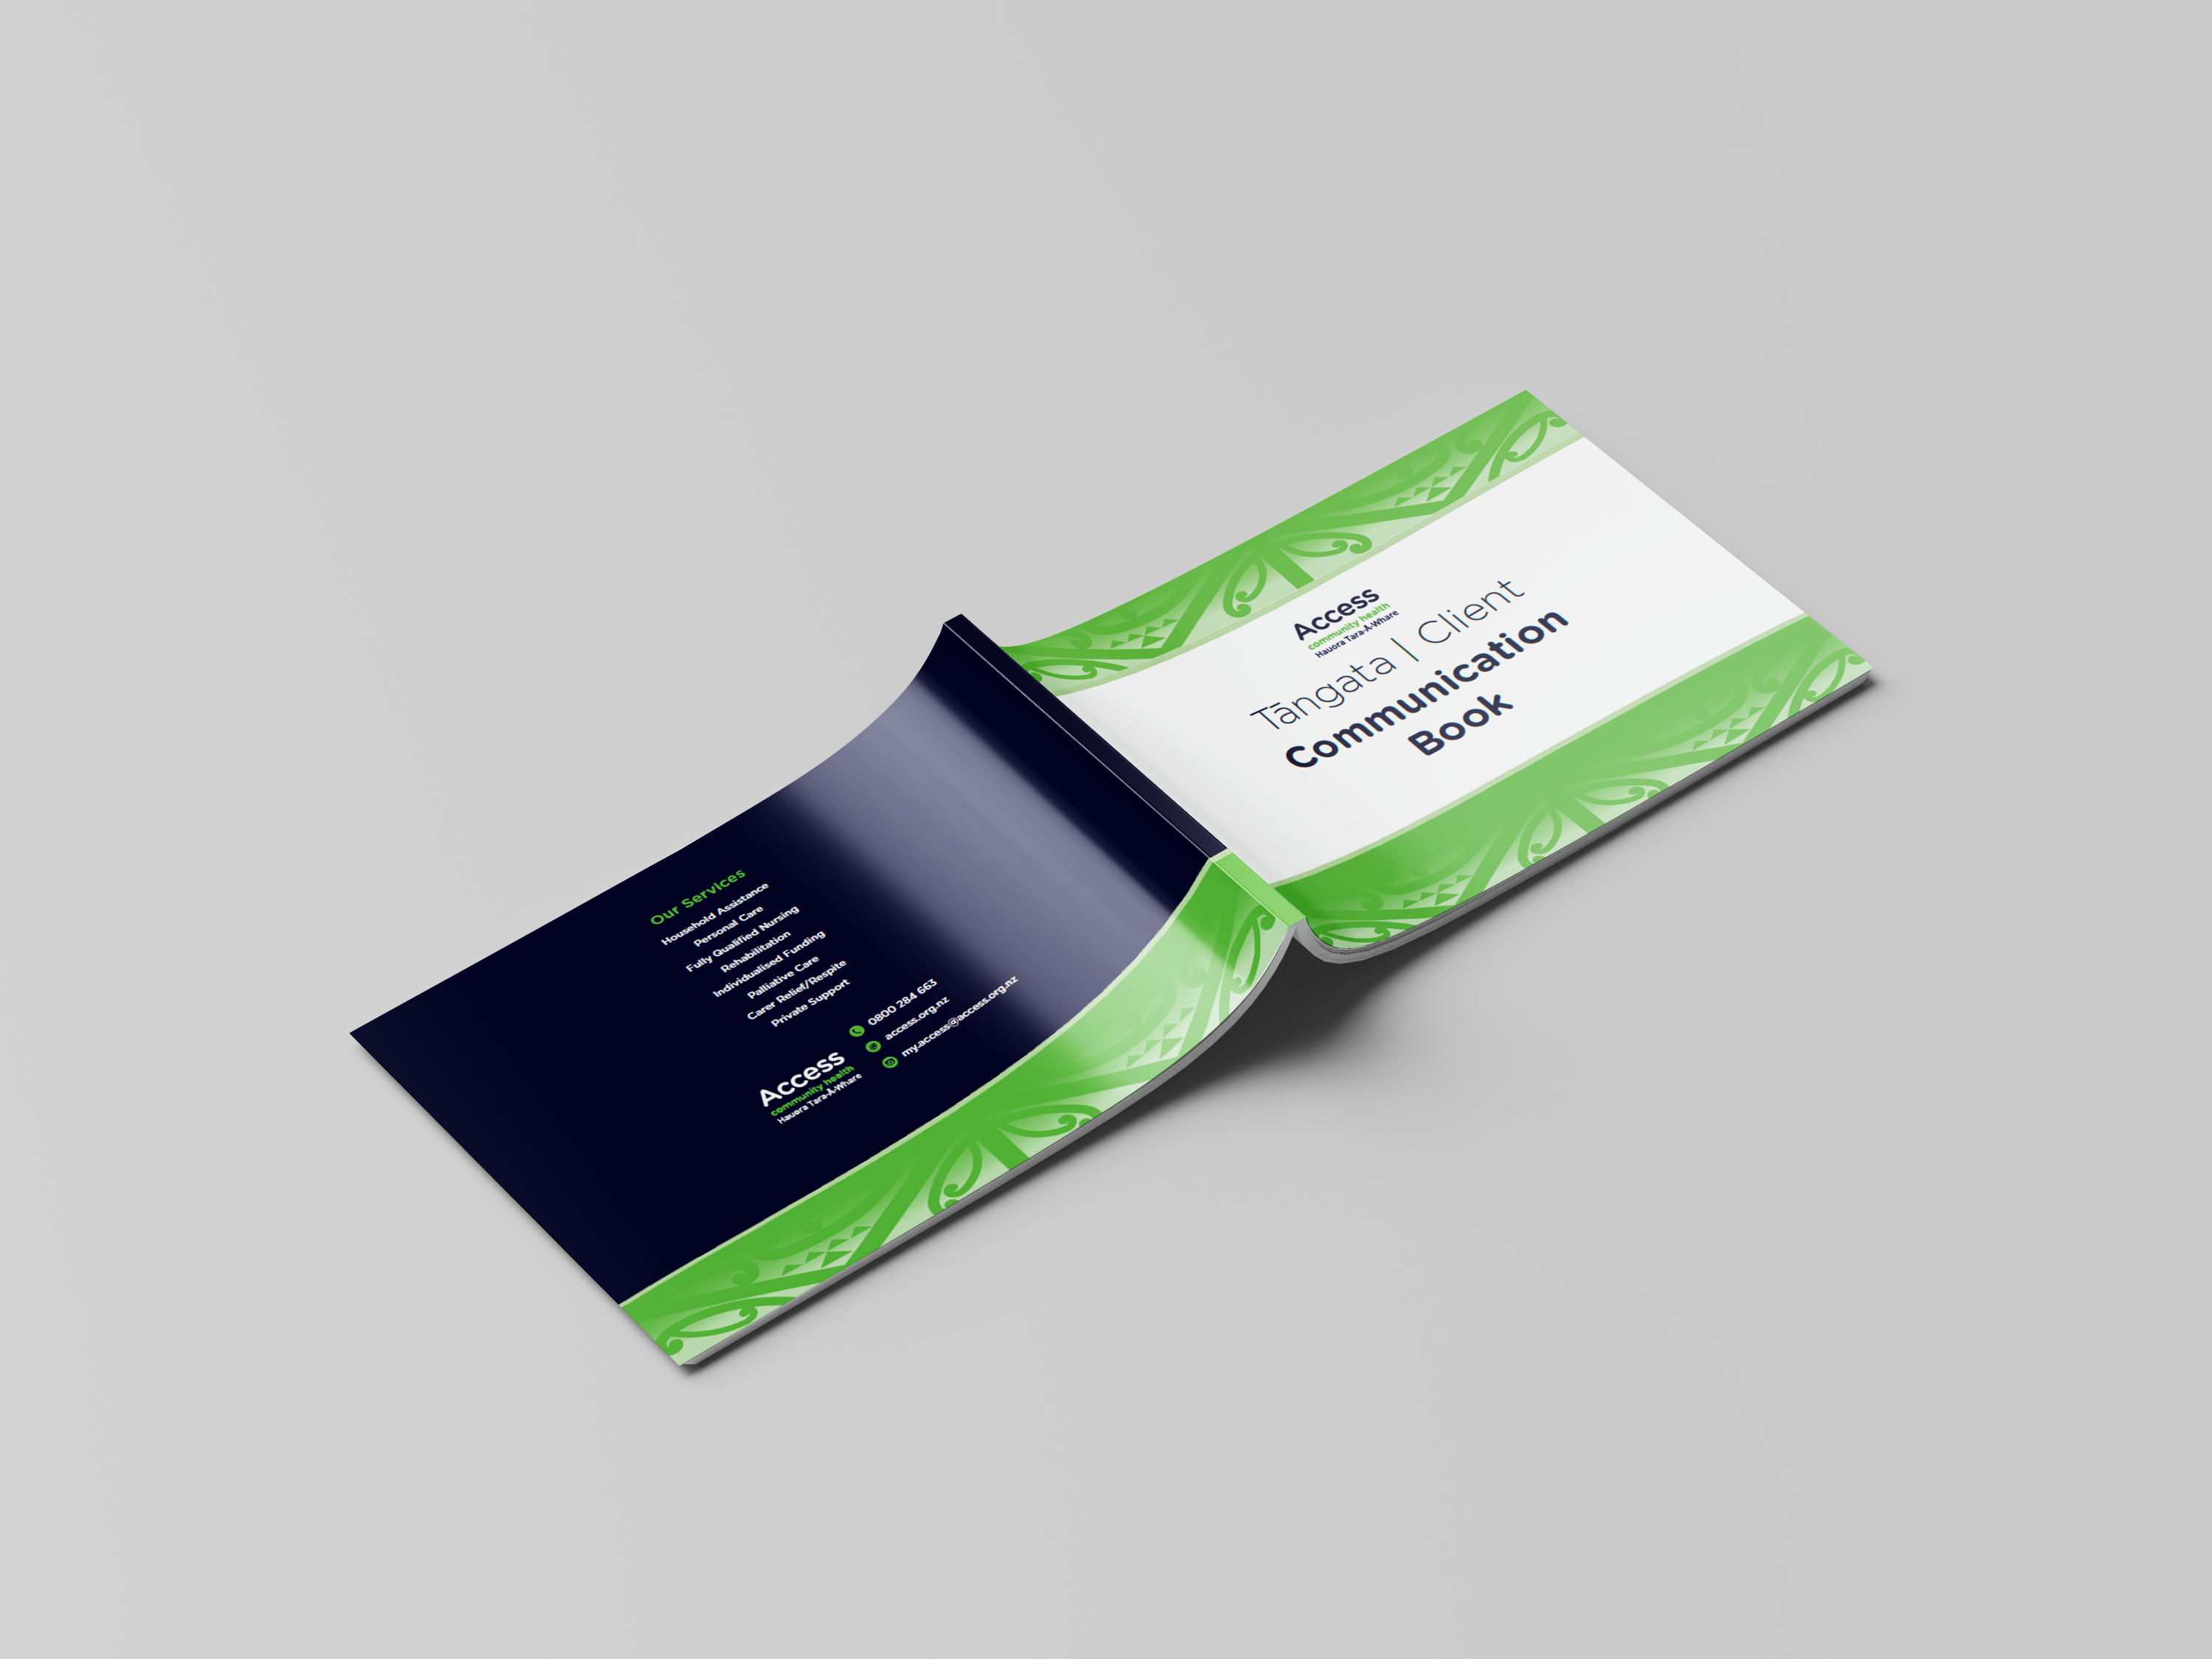 Access
community health
Hauora Tara-Ā-Whare
Tāngata | Client
Communication
Book
Our Services
Household Assistance
Personal Care
Fully Qualified Nursing
Rehabilitation
Individualised Funding
Palliative Care
Carer Relief/Respite
Private Support
0800 284 663
access.org.nz
my.access@access.org.nz
Access
community health
Hauora Tara-Ā-Whare